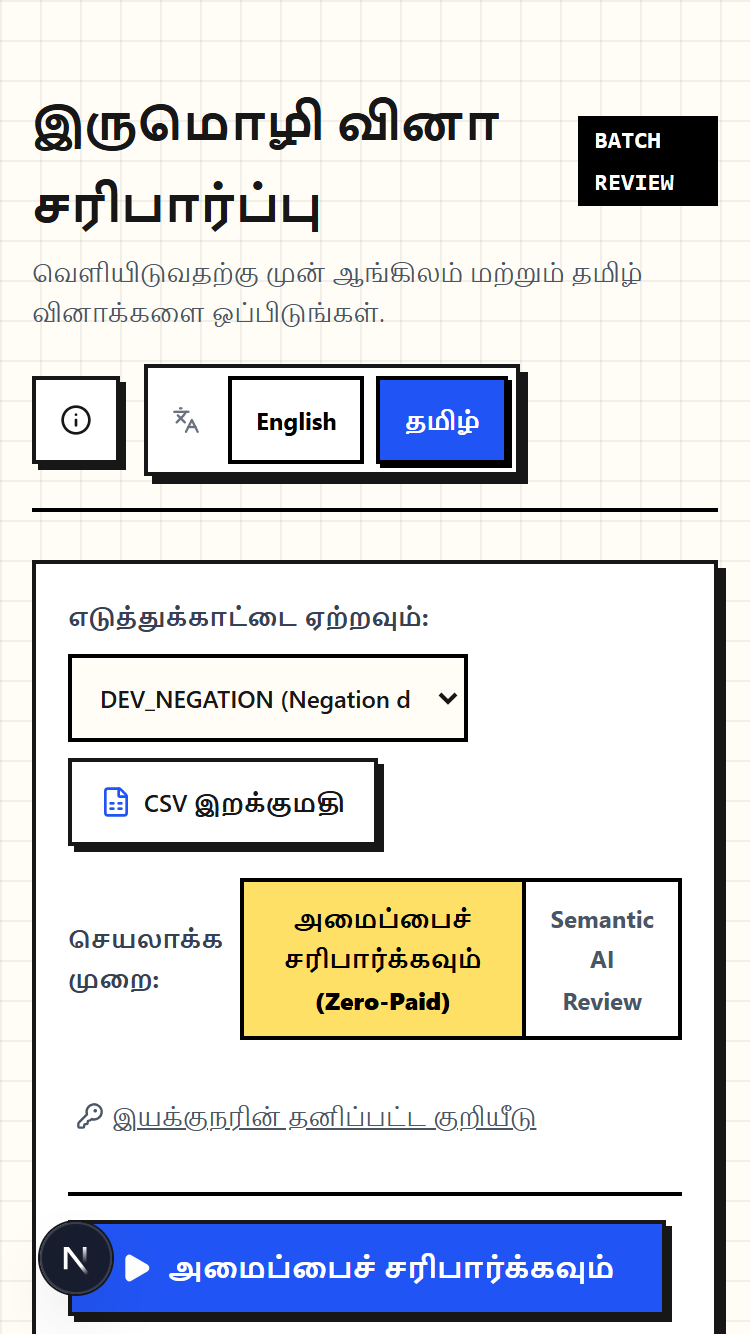 இருமொழி வினா
சரிபார்ப்பு
BATCH
REVIEW
வெளியிடுவதற்கு முன் ஆங்கிலம் மற்றும் தமிழ்
வினாக்களை ஒப்பிடுங்கள்.
English
தமிழ்
எடுத்துக்காட்டை ஏற்றவும்:
DEV_NEGATION (Negation d
CSV இறக்குமதி
செயலாக்க
முறை:
அமைப்பைச்
சரிபார்க்கவும்
(Zero-Paid)
Semantic
AI
Review
இயக்குநரின் தனிப்பட்ட குறியீடு
N
அமைப்பைச் சரிபார்க்கவும்